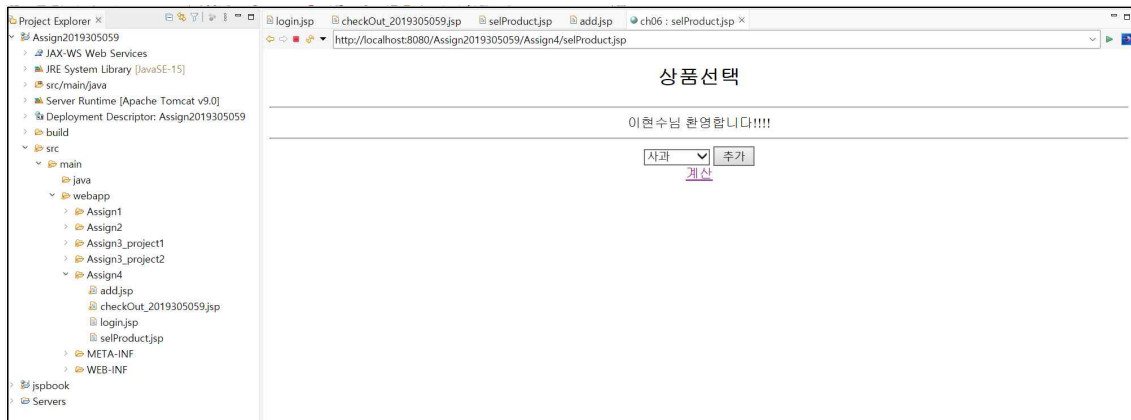 Project Explorer
login.jsp
checkOut_2019305059.jsp
selProduct.jsp
add.jsp
ch06 : selProduct.jsp
http://localhost:8080/Assign2019305059/Assign4/selProduct.jsp
Assign2019305059
JAX-WS Web Services
JRE System Library [JavaSE-15]
src/main/java
Server Runtime [Apache Tomcat v9.0]
Deployment Descriptor: Assign2019305059
build
src
main
java
webapp
Assign1
Assign2
Assign3_project1
Assign3_project2
Assign4
add.jsp
checkOut_2019305059.jsp
login.jsp
selProduct.jsp
META-INF
WEB-INF
jspbook
Servers
상품선택
이현수님 환영합니다!!!!
사과 추가
계산